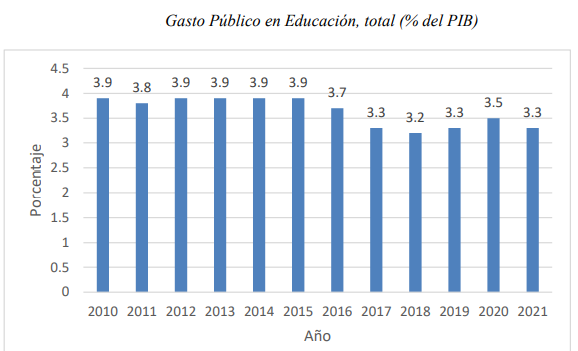 Gasto Público en Educación, total (% del PIB)
4.5
4
3.5
3
2.5
2
1.5
1
0.5
0
Porcentaje
3.9 3.8 3.9 3.9 3.9 3.9 3.7 3.3 3.2 3.3 3.5 3.3
2010 2011 2012 2013 2014 2015 2016 2017 2018 2019 2020 2021
Año